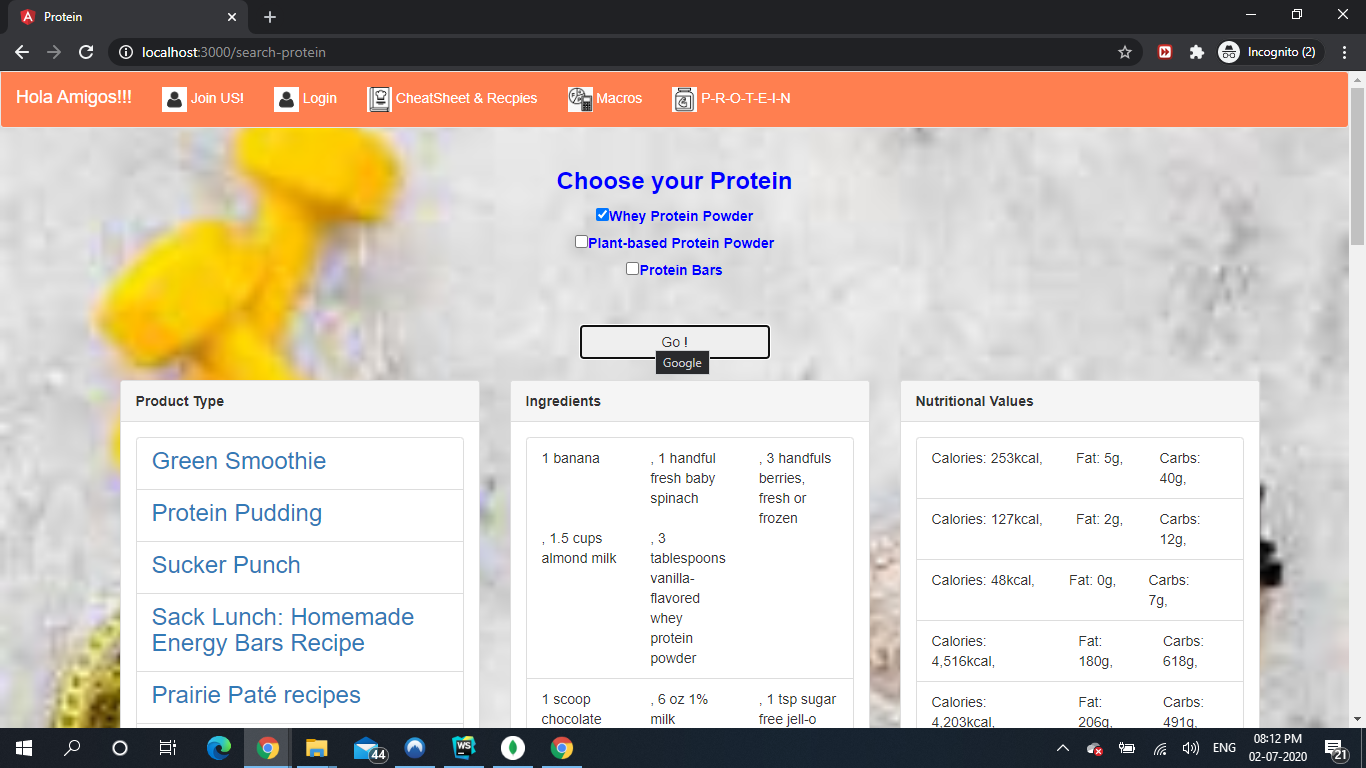 Protein
localhost:3000/search-protein
Incognito (2)
Hola Amigos!!! Join US! Login CheatSheet & Recpies Macros P-R-O-T-E-I-N
Choose your Protein
Whey Protein Powder
Plant-based Protein Powder
Protein Bars
Go !
Google
Product Type
Green Smoothie
Protein Pudding
Sucker Punch
Sack Lunch: Homemade
Energy Bars Recipe
Prairie Paté recipes
Ingredients
1 banana
, 1 handful
fresh baby
spinach
, 3 handfuls
berries,
fresh or
frozen
, 1.5 cups
almond milk
, 3
tablespoons
vanilla-
flavored
whey
protein
powder
1 scoop
chocolate
, 6 oz 1%
milk
, 1 tsp sugar
free jell-o
Nutritional Values
Calories: 253kcal,
Fat: 5g,
Carbs:
40g,
Calories: 127kcal,
Fat: 2g,
Carbs:
12g,
Calories: 48kcal,
Fat: 0g,
Carbs:
7g,
Calories:
4,516kcal,
Fat:
180g,
Carbs:
618g,
Calories:
4,203kcal,
Fat:
206g,
Carbs:
491g,
44
WS
ENG
08:12 PM
02-07-2020
21